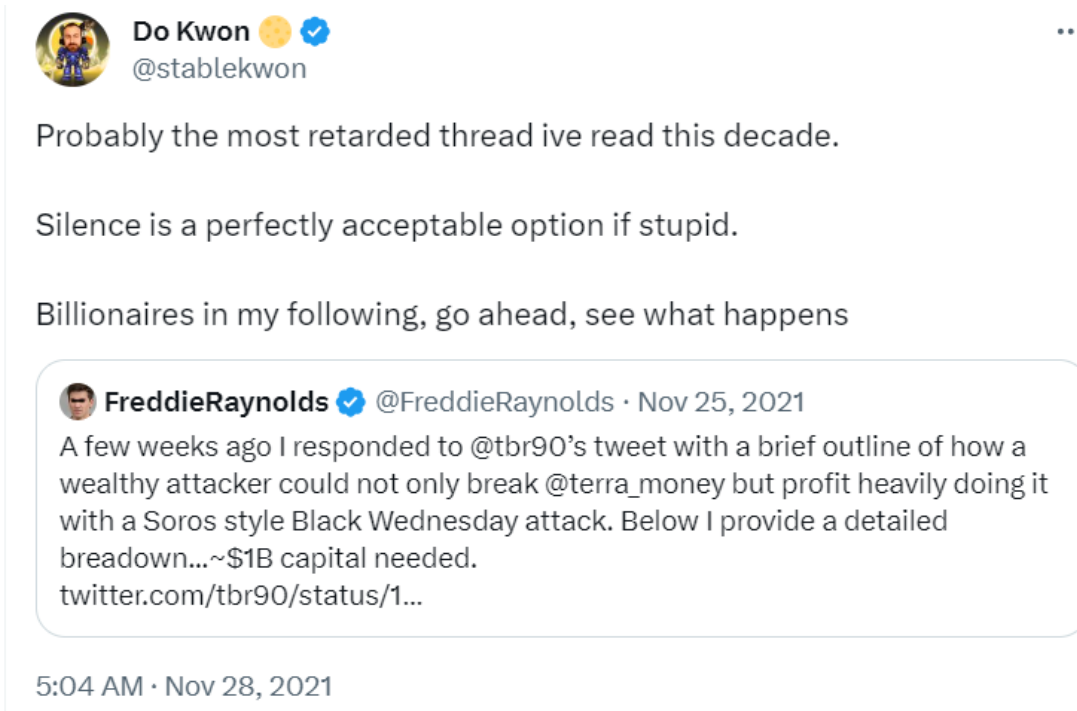 Do Kwon
@stablekwon
Probably the most retarded thread ive read this decade.
Silence is a perfectly acceptable option if stupid.
Billionaires in my following, go ahead, see what happens
FreddieRaynolds @FreddieRaynolds · Nov 25, 2021
A few weeks ago I responded to @tbr90’s tweet with a brief outline of how a
wealthy attacker could not only break @terra_money but profit heavily doing it
with a Soros style Black Wednesday attack. Below I provide a detailed
breadown...~$1B capital needed.
twitter.com/tbr90/status/1...
5:04 AM · Nov 28, 2021